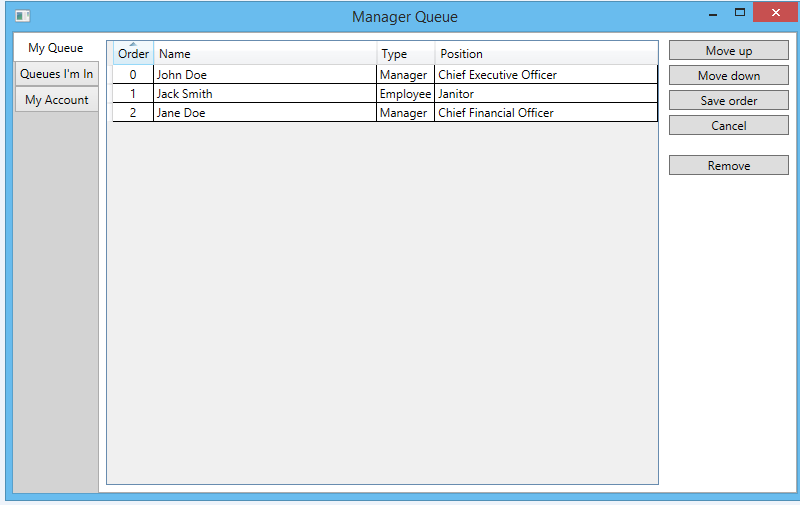 Manager Queue
My Queue
Queues I'm In
My Account
Order Name Type Position
0 John Doe Manager Chief Executive Officer
1 Jack Smith Employee Janitor
2 Jane Doe Manager Chief Financial Officer
Move up
Move down
Save order
Cancel
Remove